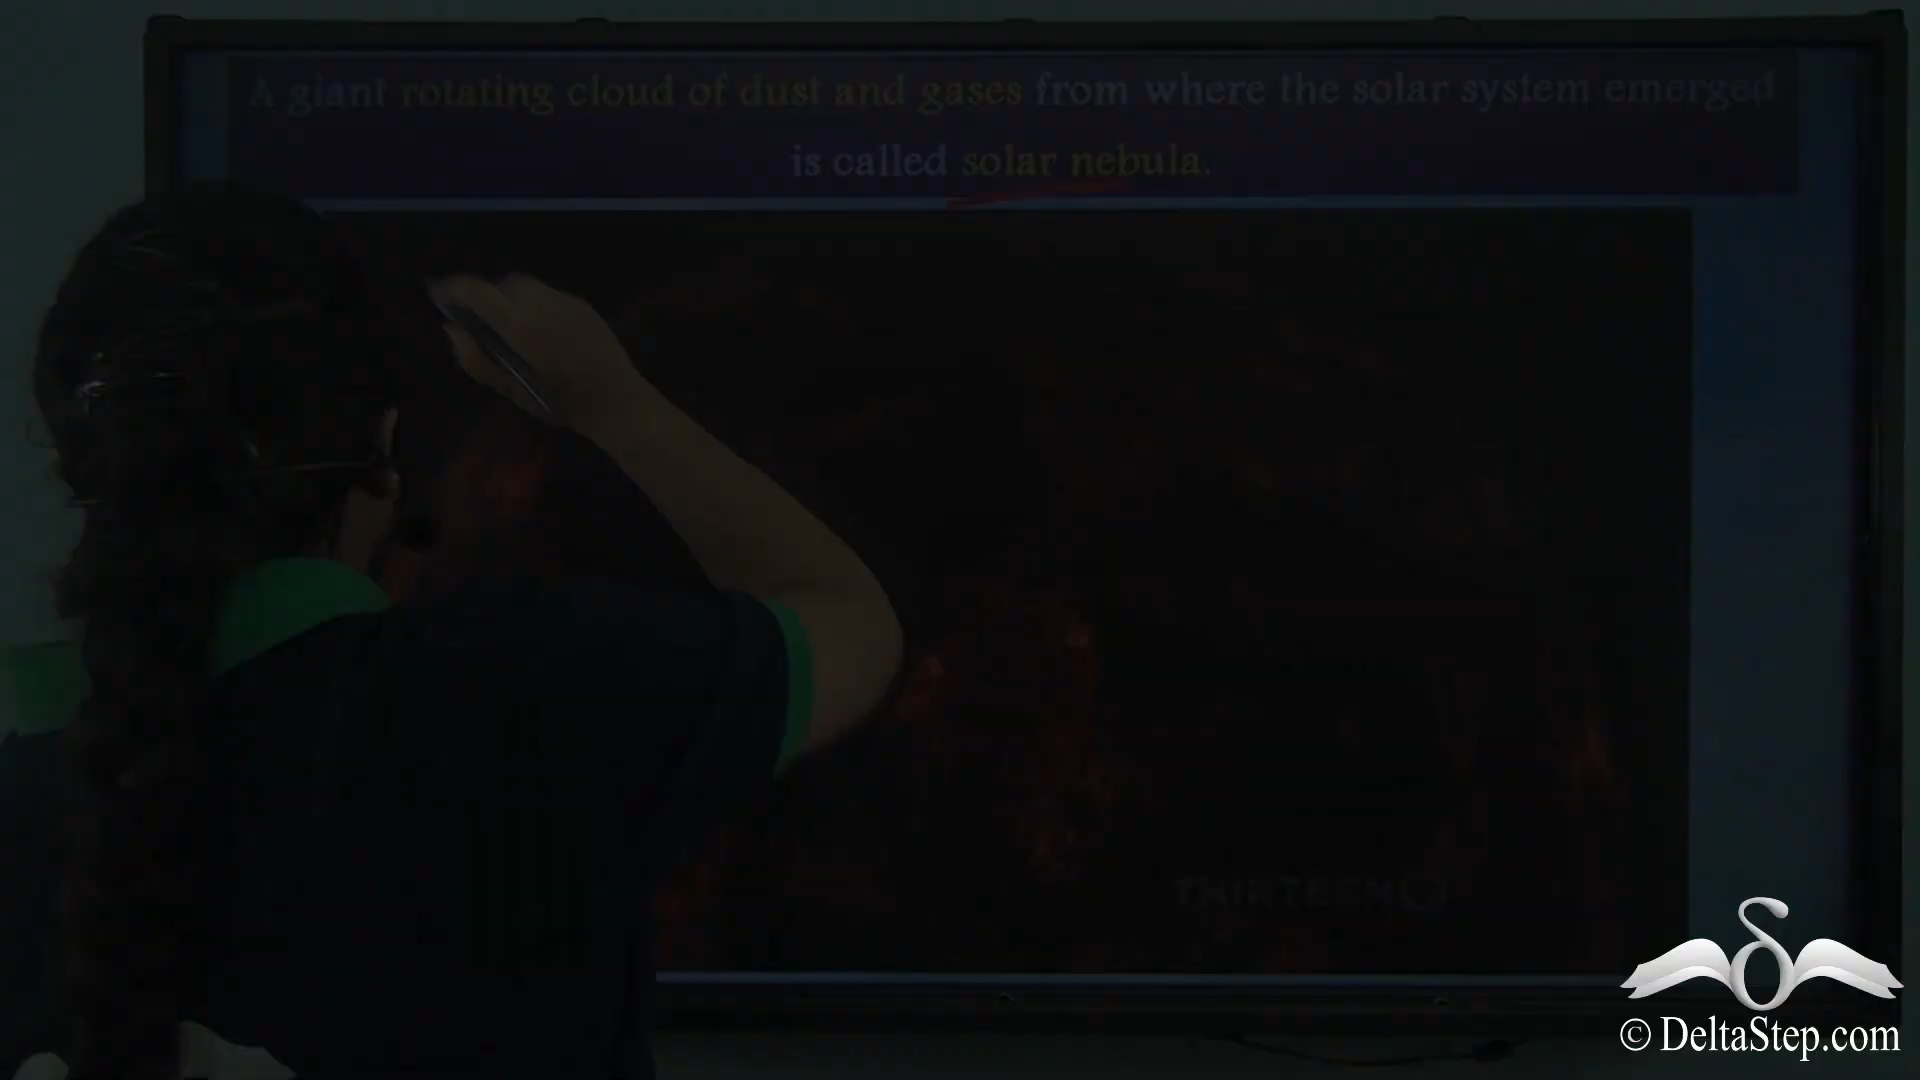 A giant rotating cloud of dust and gases from where the solar system emerged
is called solar nebula.
THIRTEEN
© DeltaStep.com